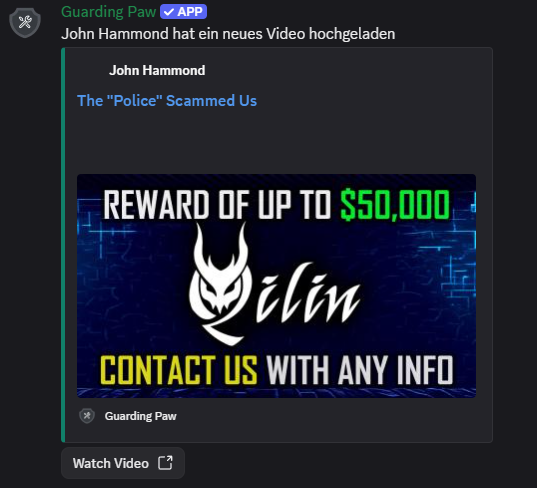 Guarding Paw ✓ APP
John Hammond hat ein neues Video hochgeladen
John Hammond
The "Police" Scammed Us
REWARD OF UP TO $50,000
Qilin
CONTACT US WITH ANY INFO
Guarding Paw
Watch Video